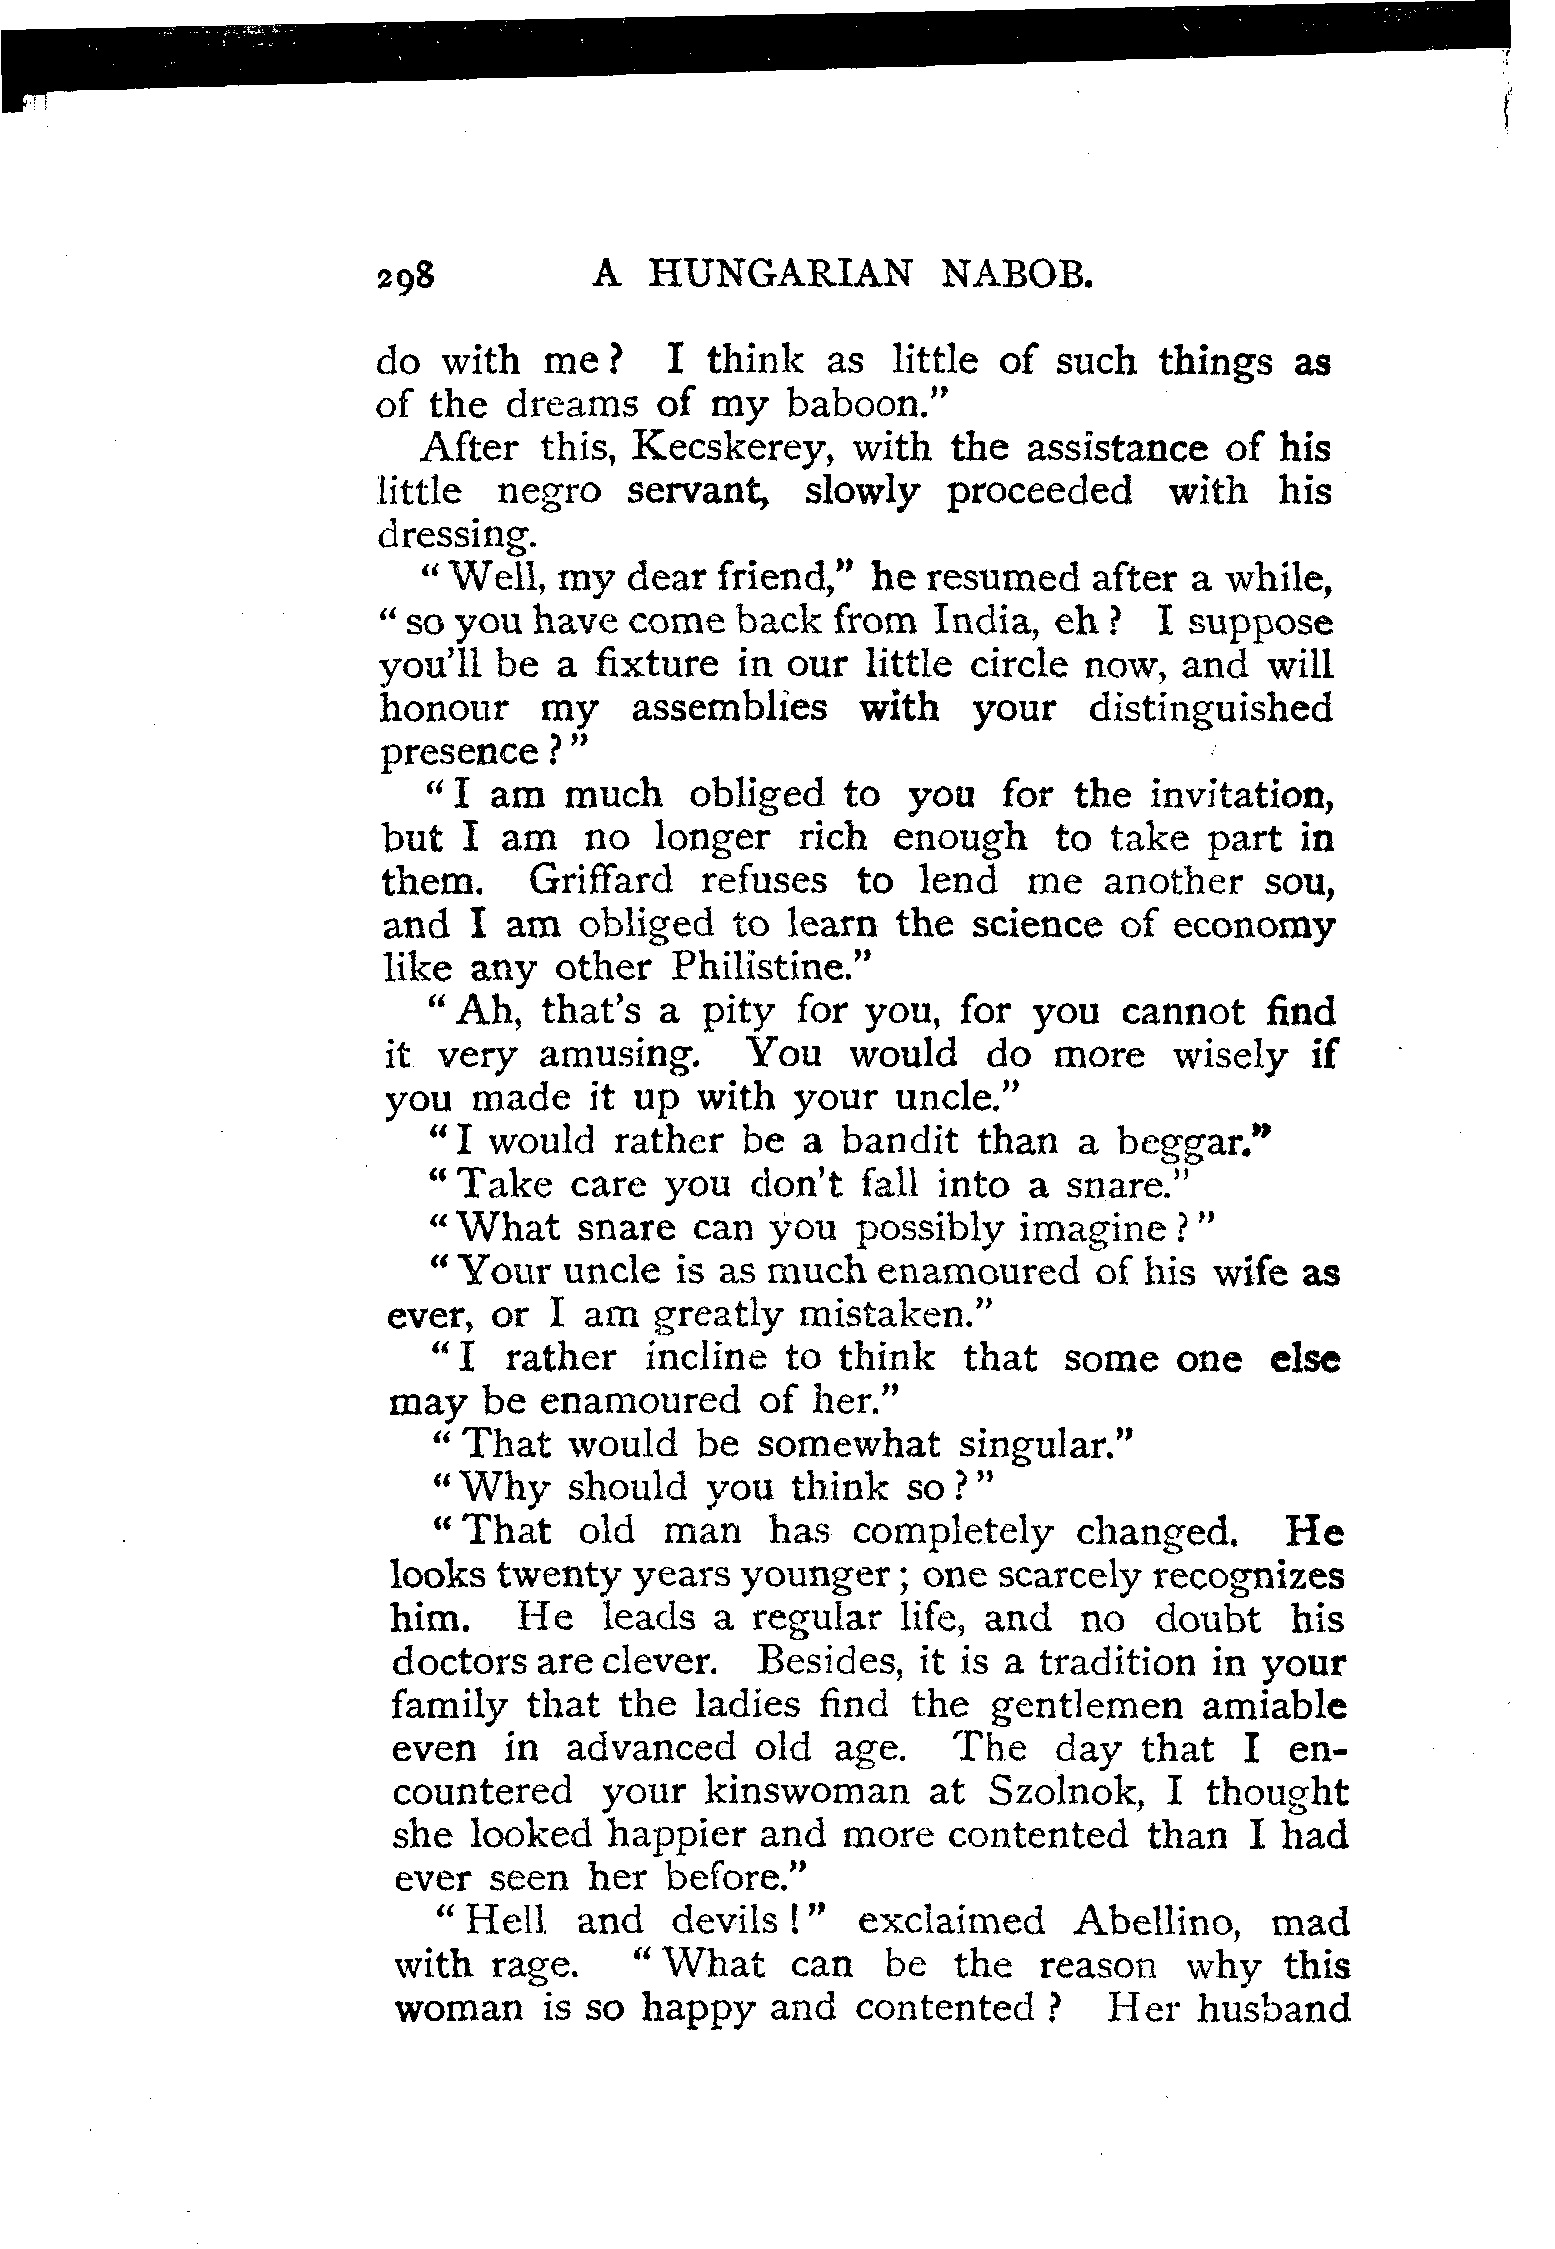 298 A HUNGARIAN NABOB.
do with me? I think as little of such things as
of the dreams of my baboon."
After this, Kecskerey, with the assistance of his
little negro servant, slowly proceeded with his
dressing.
"Well, my dear friend," he resumed after a while,
"so you have come back from India, eh? I suppose
you'll be a fixture in our little circle now, and will
honour my assemblies with your distinguished
presence?"
"I am much obliged to you for the invitation,
but I am no longer rich enough to take part in
them. Griffard refuses to lend me another sou,
and I am obliged to learn the science of economy
like any other Philistine."
"Ah, that's a pity for you, for you cannot find
it very amusing. You would do more wisely if
you made it up with your uncle."
"I would rather be a bandit than a beggar."
"Take care you don't fall into a snare."
"What snare can you possibly imagine?"
"Your uncle is as much enamoured of his wife as
ever, or I am greatly mistaken."
"I rather incline to think that some one else
may be enamoured of her."
"That would be somewhat singular."
"Why should you think so?"
"That old man has completely changed. He
looks twenty years younger; one scarcely recognizes
him. He leads a regular life, and no doubt his
doctors are clever. Besides, it is a tradition in your
family that the ladies find the gentlemen amiable
even in advanced old age. The day that I en-
countered your kinswoman at Szolnok, I thought
she looked happier and more contented than I had
ever seen her before."
"Hell and devils!" exclaimed Abellino, mad
with rage. "What can be the reason why this
woman is so happy and contented? Her husband